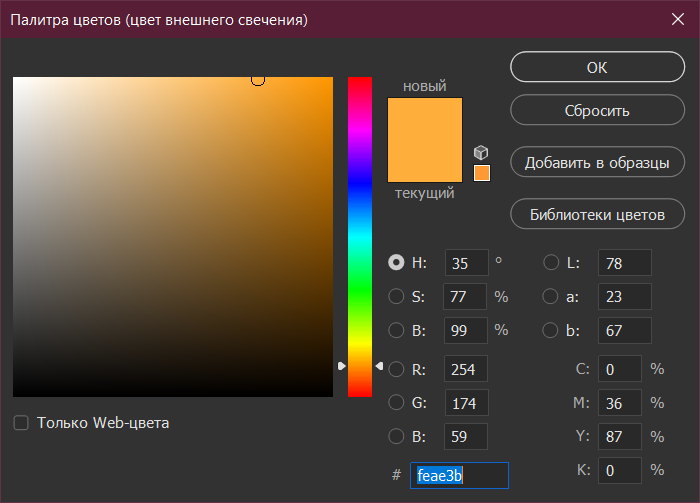 Палитра цветов (цвет внешнего свечения)
новый
текущий
ОК
Сбросить
Добавить в образцы
Библиотеки цветов
H: 35 °
S: 77 %
B: 99 %
R: 254
G: 174
B: 59
# feae3b
L: 78
a: 23
b: 67
C: 0 %
M: 36 %
Y: 87 %
K: 0 %
Только Web-цвета